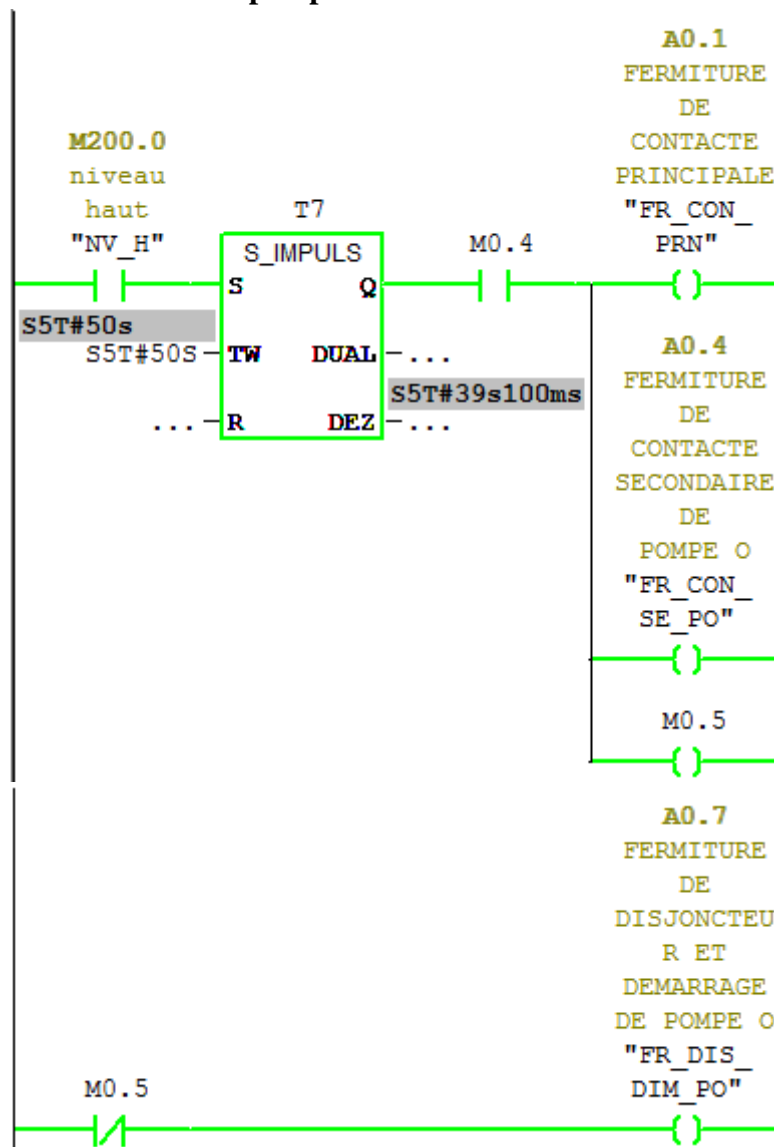 A0.1
FERMITURE
DE
CONTACTE
PRINCIPALE
"FR_CON_
PRN"
M200.0
niveau
haut
"NV_H"
T7
S_IMPULS
S Q
M0.4
S5T#50s
S5T#50S TW DUAL ...
S5T#39s100ms
... R DEZ ...
A0.4
FERMITURE
DE
CONTACTE
SECONDAIRE
DE
POMPE O
"FR_CON_
SE_PO"
M0.5
A0.7
FERMITURE
DE
DISJONCTEU
R ET
DEMARRAGE
DE POMPE O
"FR_DIS_
DIM_PO"
M0.5